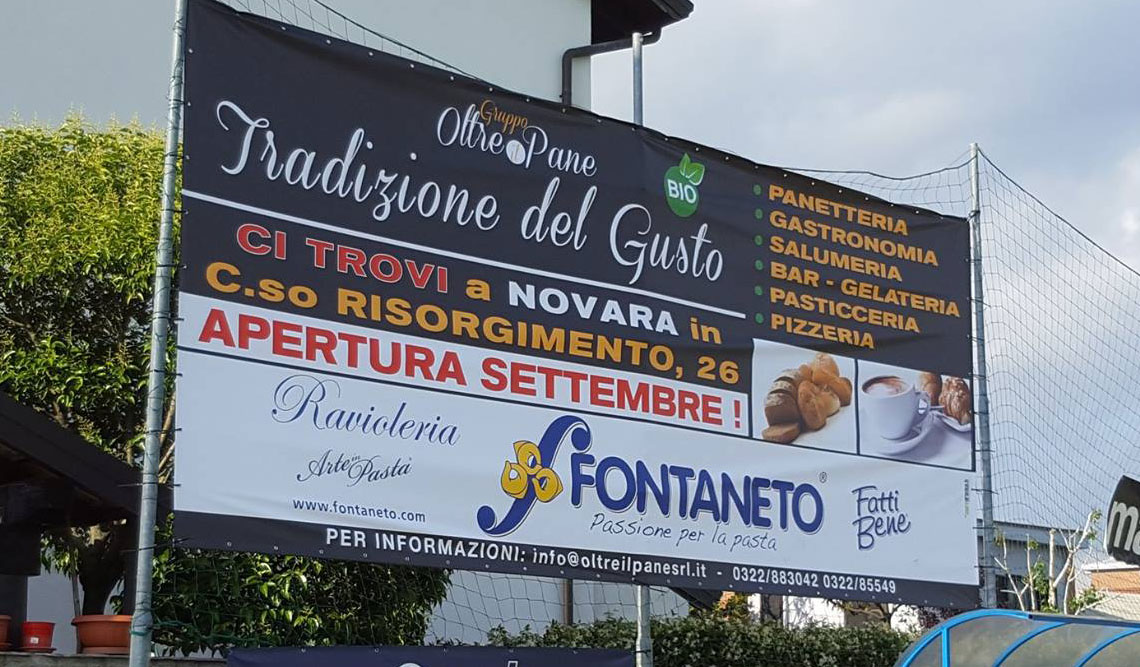 Gruppo
Oltre il Pane
Tradizione del Gusto
BIO
PANETTERIA
GASTRONOMIA
SALUMERIA
BAR - GELATERIA
PASTICCERIA
PIZZERIA
CI TROVI a NOVARA in
C.so RISORGIMENTO, 26
APERTURA SETTEMBRE !
Ravioleria
Arte in Pasta
www.fontaneto.com
FONTANETO®
Passione per la pasta
Fatti
Bene
PER INFORMAZIONI: info@oltreilpanesrl.it - 0322/883042 0322/85549